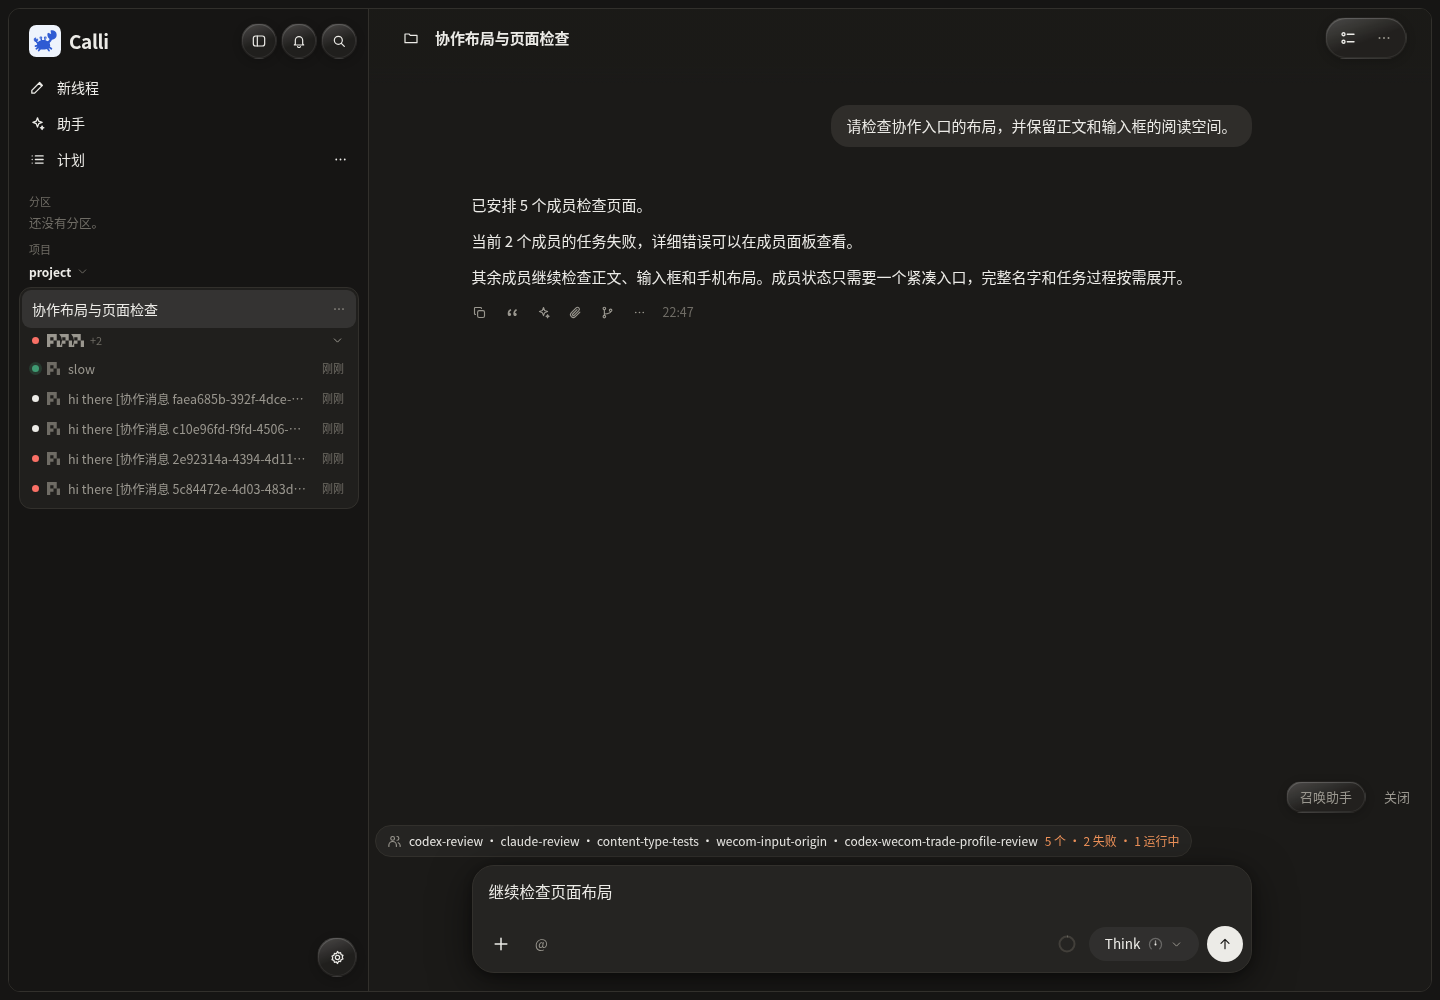 Calli
新线程
助手
计划
分区
还没有分区。
项目
project
协作布局与页面检查
+2
slow 刚刚
hi there [协作消息 faea685b-392f-4dce-… 刚刚
hi there [协作消息 c10e96fd-f9fd-4506-… 刚刚
hi there [协作消息 2e92314a-4394-4d11… 刚刚
hi there [协作消息 5c84472e-4d03-483d… 刚刚
协作布局与页面检查
请检查协作入口的布局，并保留正文和输入框的阅读空间。
已安排 5 个成员检查页面。
当前 2 个成员的任务失败，详细错误可以在成员面板查看。
其余成员继续检查正文、输入框和手机布局。成员状态只需要一个紧凑入口，完整名字和任务过程按需展开。
22:47
召唤助手 关闭
codex-review · claude-review · content-type-tests · wecom-input-origin · codex-wecom-trade-profile-review 5 个 · 2 失败 · 1 运行中
继续检查页面布局
@ Think